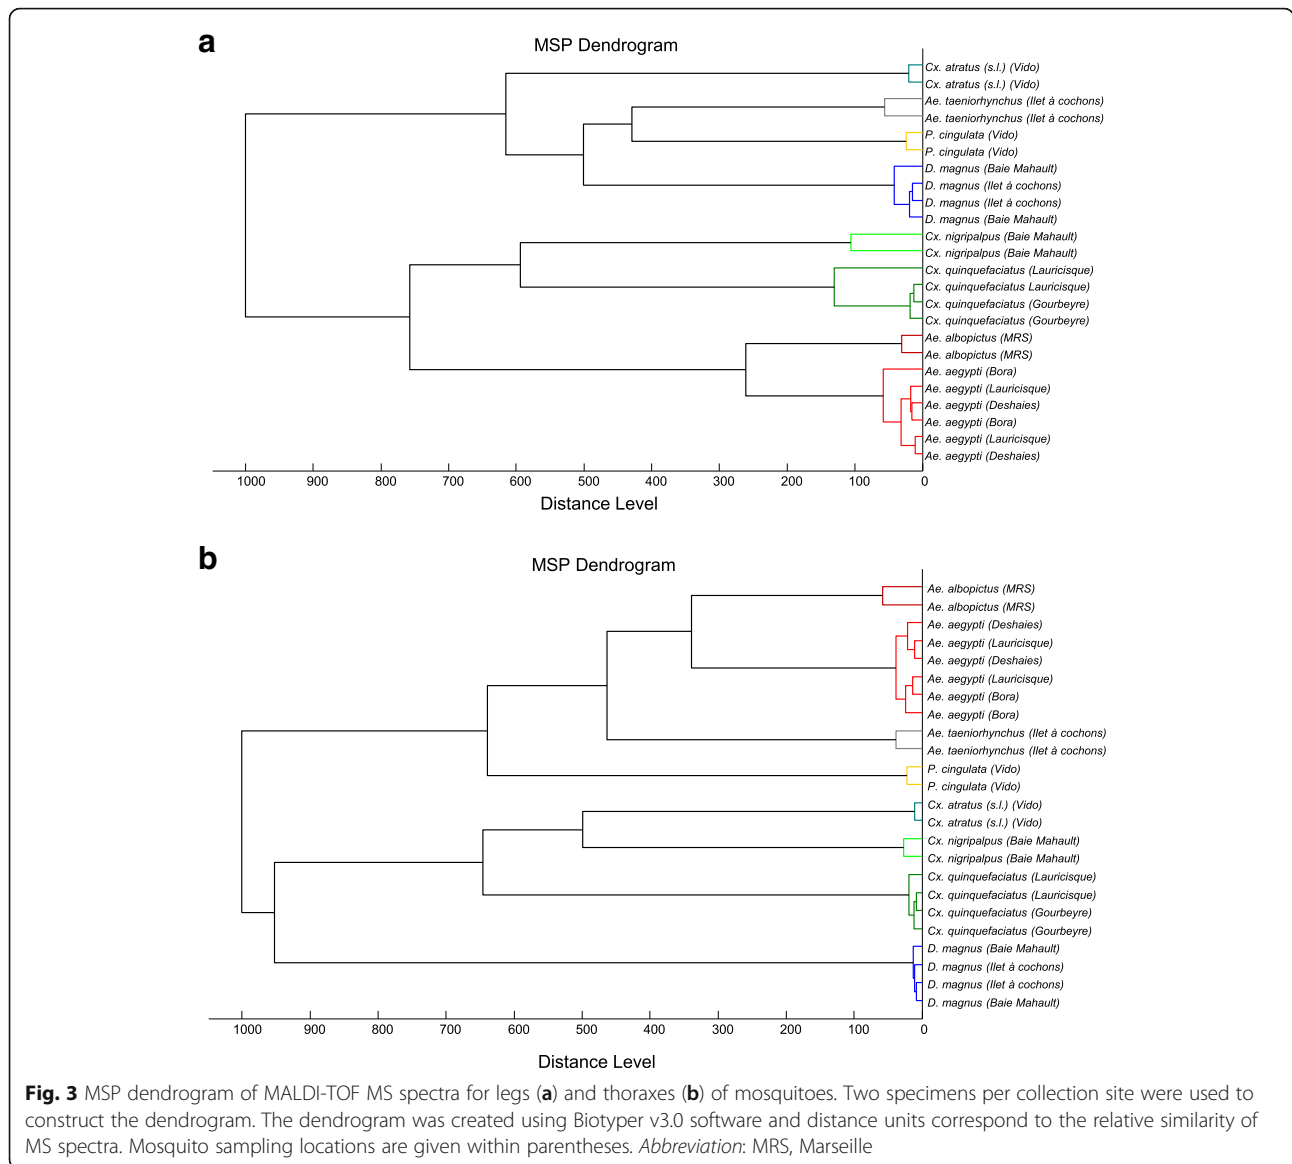 a
MSP Dendrogram
Cx. atratus (s.l.) (Vido)
Cx. atratus (s.l.) (Vido)
Ae. taeniorhynchus (Ilet à cochons)
Ae. taeniorhynchus (Ilet à cochons)
P. cingulata (Vido)
P. cingulata (Vido)
D. magnus (Baie Mahault)
D. magnus (Ilet à cochons)
D. magnus (Ilet à cochons)
D. magnus (Baie Mahault)
Cx. nigripalpus (Baie Mahault)
Cx. nigripalpus (Baie Mahault)
Cx. quinquefaciatus (Lauricisque)
Cx. quinquefaciatus Lauricisque)
Cx. quinquefaciatus (Gourbeyre)
Cx. quinquefaciatus (Gourbeyre)
Ae. albopictus (MRS)
Ae. albopictus (MRS)
Ae. aegypti (Bora)
Ae. aegypti (Lauricisque)
Ae. aegypti (Deshaies)
Ae. aegypti (Bora)
Ae. aegypti (Lauricisque)
Ae. aegypti (Deshaies)
1000 900 800 700 600 500 400 300 200 100 0
Distance Level
b
MSP Dendrogram
Ae. albopictus (MRS)
Ae. albopictus (MRS)
Ae. aegypti (Deshaies)
Ae. aegypti (Lauricisque)
Ae. aegypti (Deshaies)
Ae. aegypti (Lauricisque)
Ae. aegypti (Bora)
Ae. aegypti (Bora)
Ae. taeniorhynchus (Ilet à cochons)
Ae. taeniorhynchus (Ilet à cochons)
P. cingulata (Vido)
P. cingulata (Vido)
Cx. atratus (s.l.) (Vido)
Cx. atratus (s.l.) (Vido)
Cx. nigripalpus (Baie Mahault)
Cx. nigripalpus (Baie Mahault)
Cx. quinquefaciatus (Lauricisque)
Cx. quinquefaciatus (Lauricisque)
Cx. quinquefaciatus (Gourbeyre)
Cx. quinquefaciatus (Gourbeyre)
D. magnus (Baie Mahault)
D. magnus (Ilet à cochons)
D. magnus (Ilet à cochons)
D. magnus (Baie Mahault)
1000 900 800 700 600 500 400 300 200 100 0
Distance Level
Fig. 3 MSP dendrogram of MALDI-TOF MS spectra for legs (a) and thoraxes (b) of mosquitoes. Two specimens per collection site were used to
construct the dendrogram. The dendrogram was created using Biotyper v3.0 software and distance units correspond to the relative similarity of
MS spectra. Mosquito sampling locations are given within parentheses. Abbreviation: MRS, Marseille